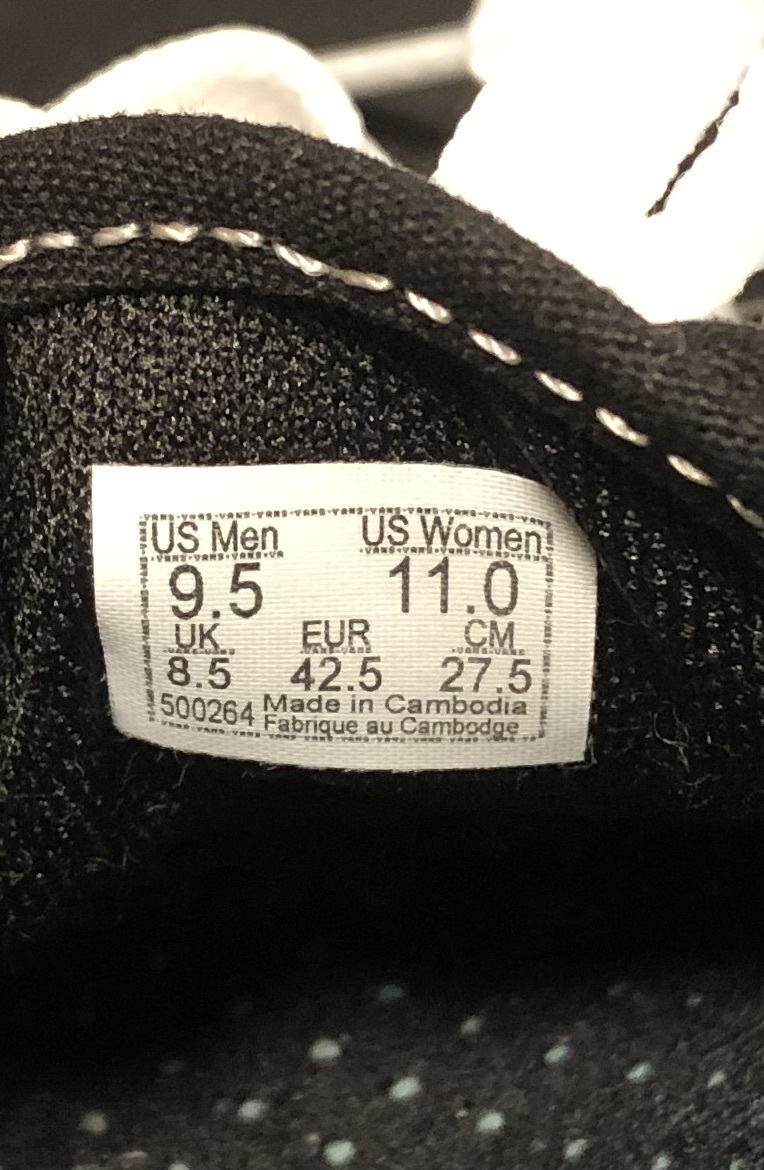 US Men US Women
9.5 11.0
UK EUR CM
8.5 42.5 27.5
500264 Made in Cambodia
Fabrique au Cambodge